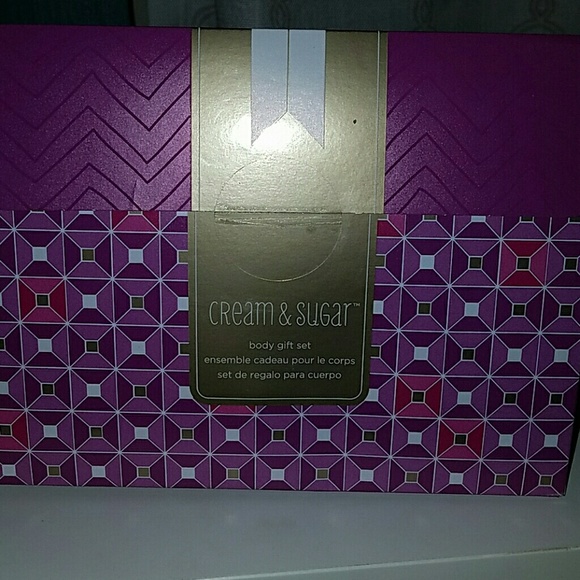 CREAM & SUGAR™
body gift set
ensemble cadeau pour le corps
set de regalo para cuerpo